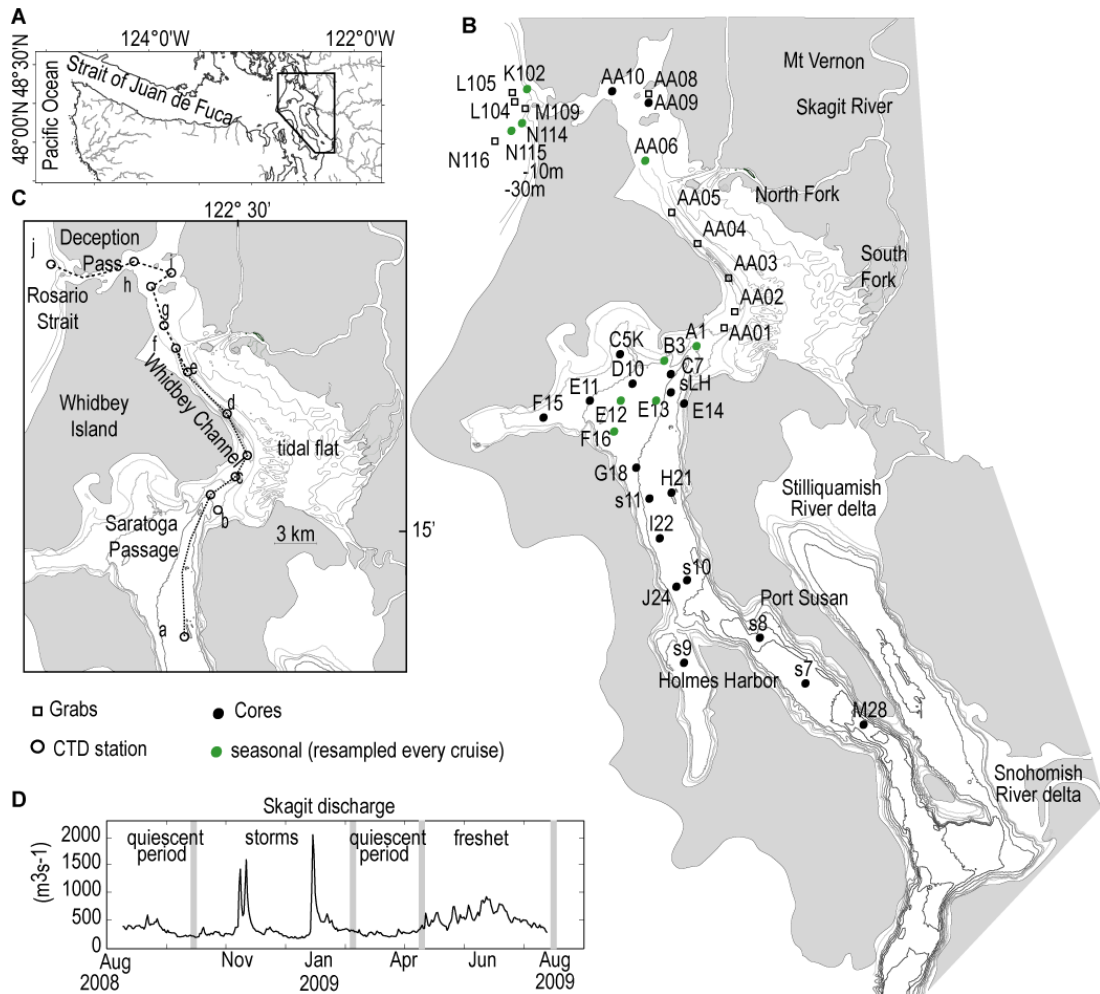 A
124°0'W
122°0'W
48°00'N 48°30'N
Pacific Ocean
Strait of Juan de Fuca
B
Mt Vernon
Skagit River
L105
K102
L104
M109
N114
N115
N116
-10m
-30m
AA10
AA08
AA09
AA06
North Fork
AA05
AA04
South
Fork
AA03
AA02
AA01
A1
B3
C5K
D10
C7
sLH
E11
E12
E13
E14
F15
F16
G18
H21
s11
I22
s10
J24
Stilliquamish
River delta
Port Susan
s8
s9
Holmes Harbor
s7
M28
Snohomish
River delta
C
122° 30'
j
Deception
Pass
i
h
Rosario
Strait
g
f
e
Whidbey Channel
d
Whidbey
Island
tidal flat
c
b
Saratoga
Passage
3 km
15'
a
Grabs
Cores
CTD station
seasonal (resampled every cruise)
D
Skagit discharge
(m3s-1)
2000
1500
1000
500
0
quiescent
period
storms
quiescent
period
freshet
Aug
2008
Nov
Jan
2009
Apr
Jun
Aug
2009